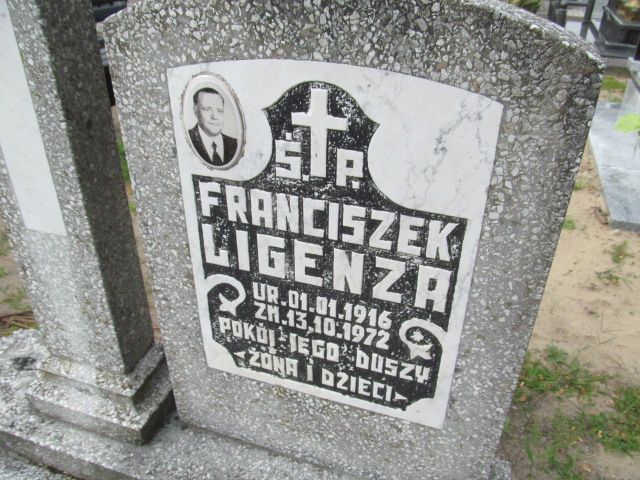 Ś. P.
FRANCISZEK
LIGENZA
UR. 01.01.1916
ZM. 13.10.1972
POKÓJ JEGO DUSZY
ŻONA I DZIECI